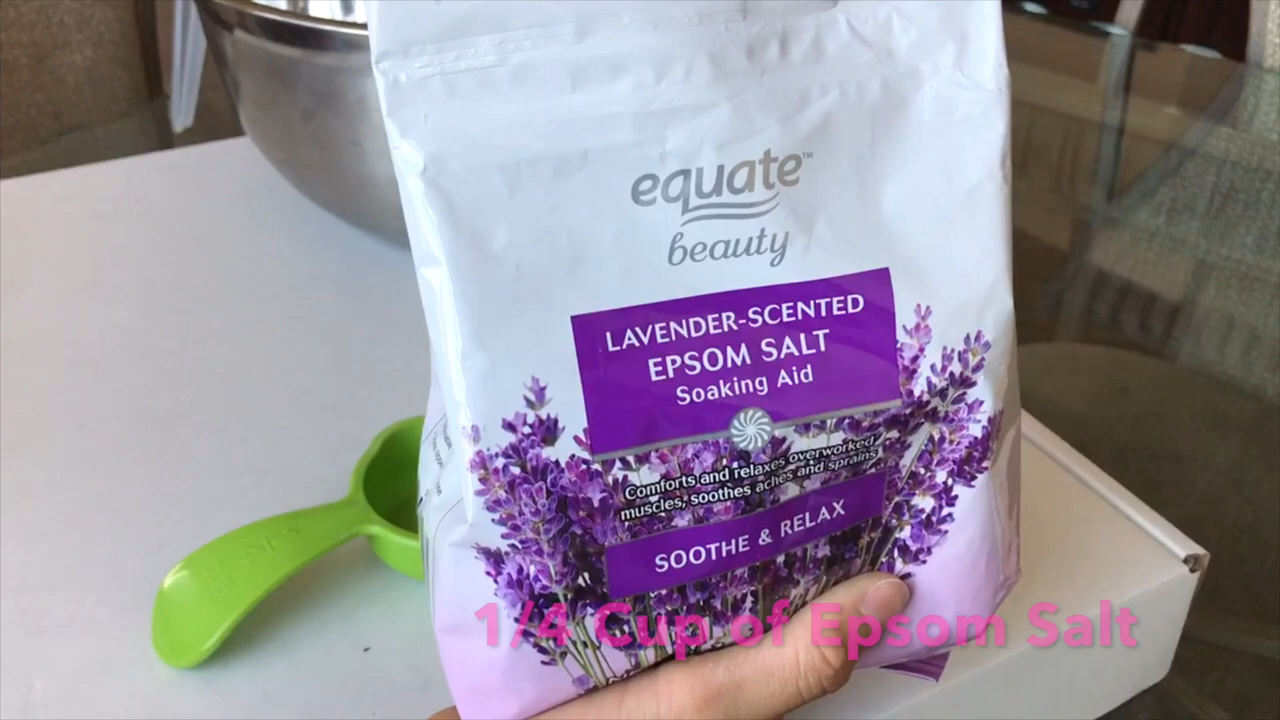 equate™
beauty
LAVENDER-SCENTED
EPSOM SALT
Soaking Aid
Comforts and relaxes overworked
muscles, soothes aches and sprains
SOOTHE & RELAX
1/4 Cup of Epsom Salt